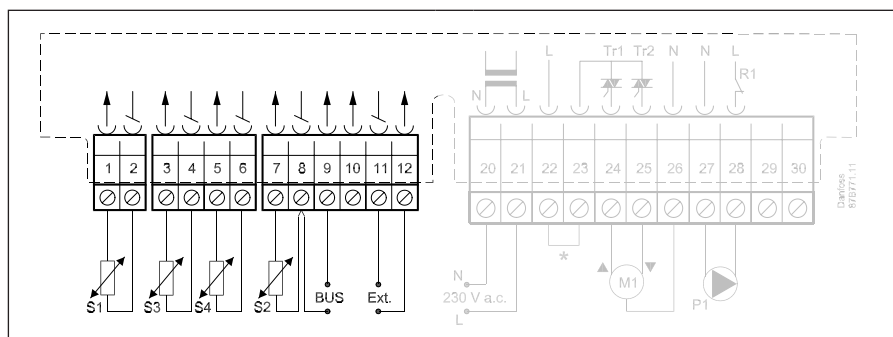 Tr1 Tr2
L N N L
R1
N L
1 2 3 4 5 6 7 8 9 10 11 12
20 21 22 23 24 25 26 27 28 29 30
Danfoss
87B771.11
*
S1 S3 S4 S2
BUS Ext.
N
230 V a.c.
L
M1
P1